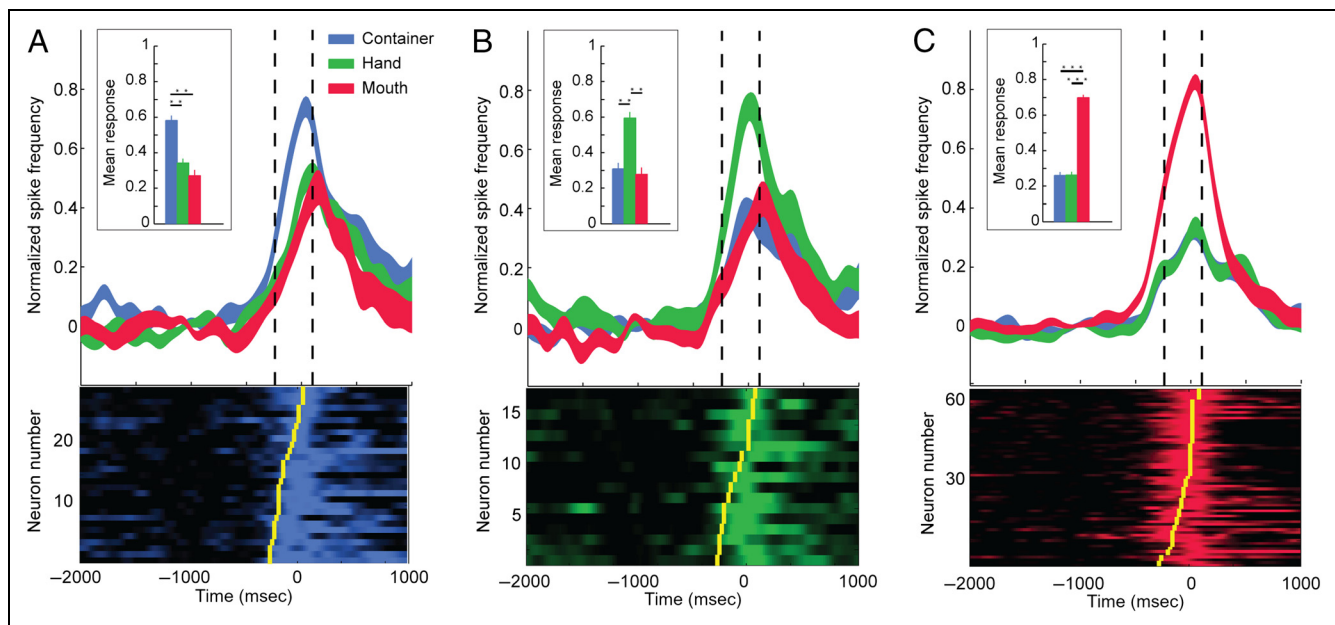 A
Container
Hand
Mouth
Mean response
1
0.8
0.6
0.4
0.2
0
* *
* *
Normalized spike frequency
0.8
0.6
0.4
0.2
0
Neuron number
20
10
–2000
–1000
0
1000
Time (msec)
B
Mean response
1
0.8
0.6
0.4
0.2
0
* *
* *
Normalized spike frequency
0.8
0.6
0.4
0.2
0
Neuron number
15
10
5
–2000
–1000
0
1000
Time (msec)
C
Mean response
1
0.8
0.6
0.4
0.2
0
* * *
* * *
Normalized spike frequency
0.8
0.6
0.4
0.2
0
Neuron number
60
30
–2000
–1000
0
1000
Time (msec)